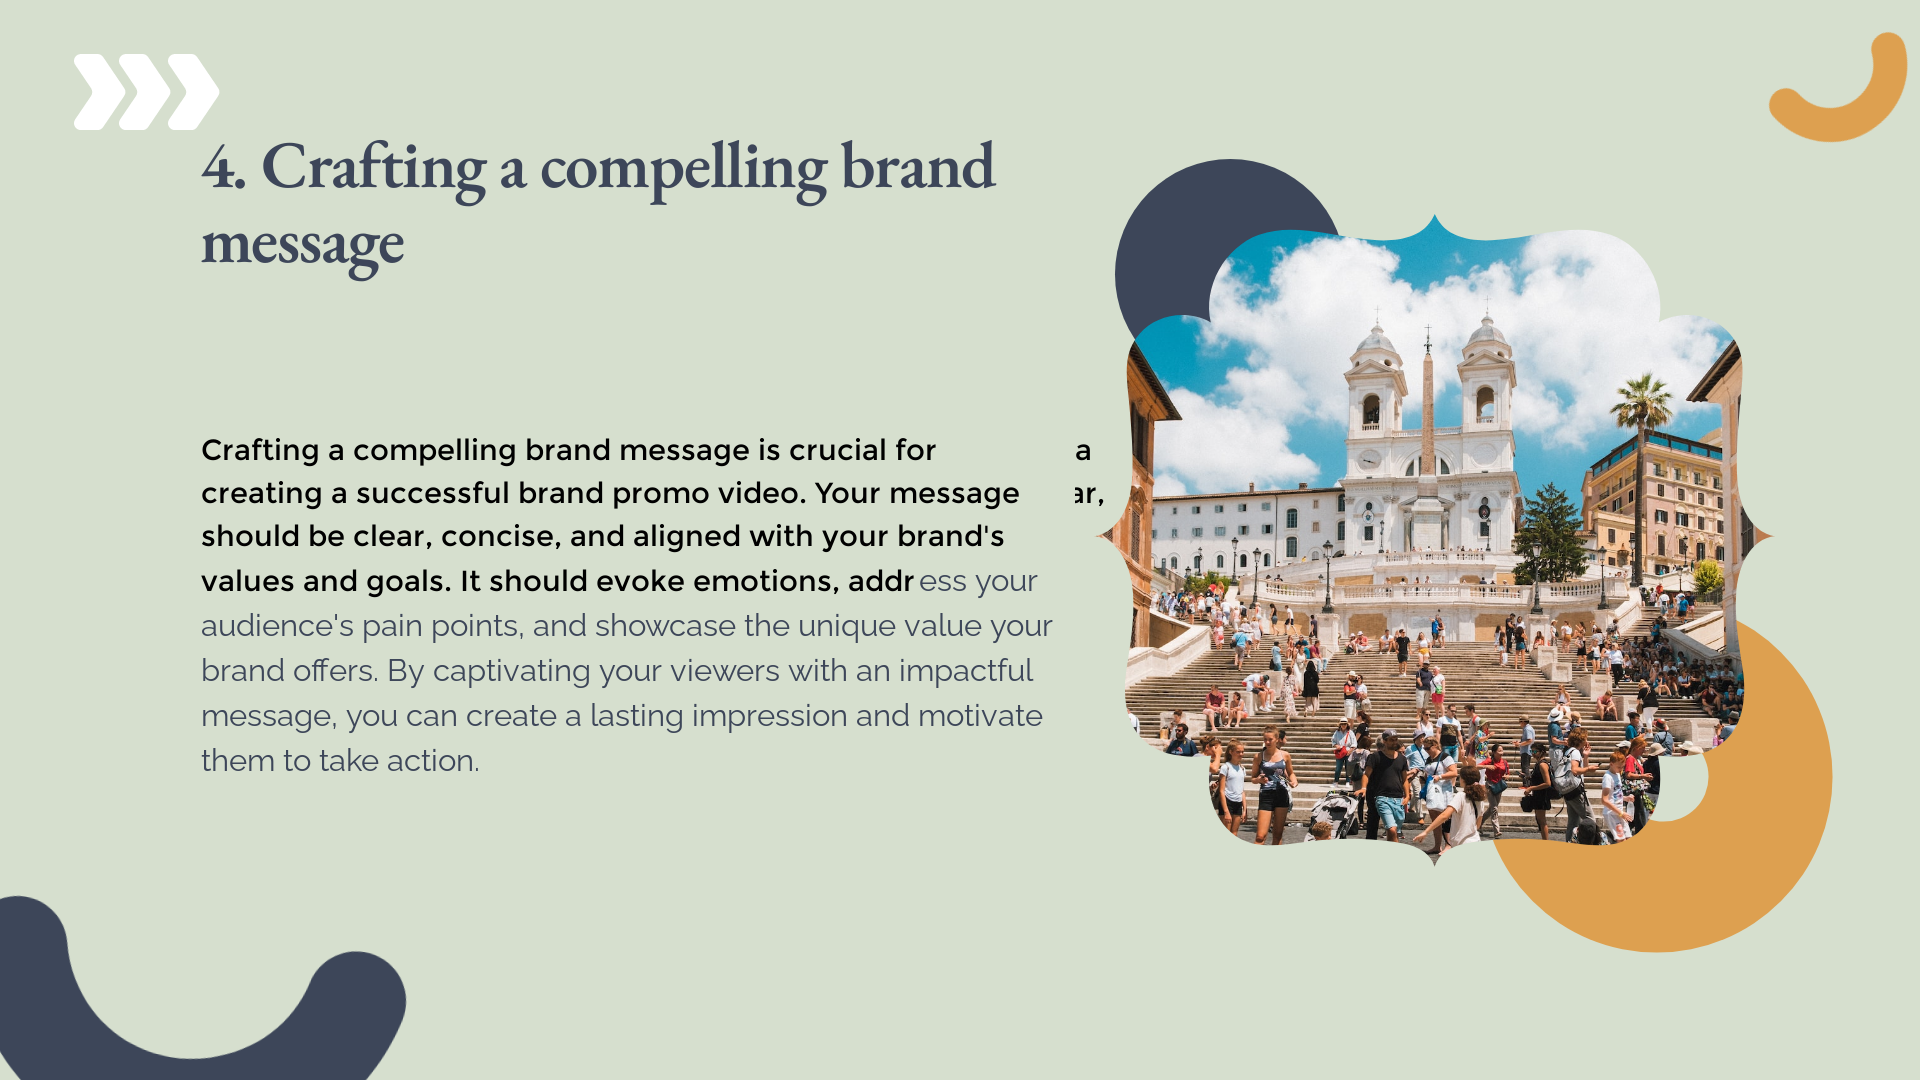 4. Crafting a compelling brand
message
Crafting a compelling brand message is crucial for a
creating a successful brand promo video. Your message ar,
should be clear, concise, and aligned with your brand's
values and goals. It should evoke emotions, address your
audience's pain points, and showcase the unique value your
brand offers. By captivating your viewers with an impactful
message, you can create a lasting impression and motivate
them to take action.